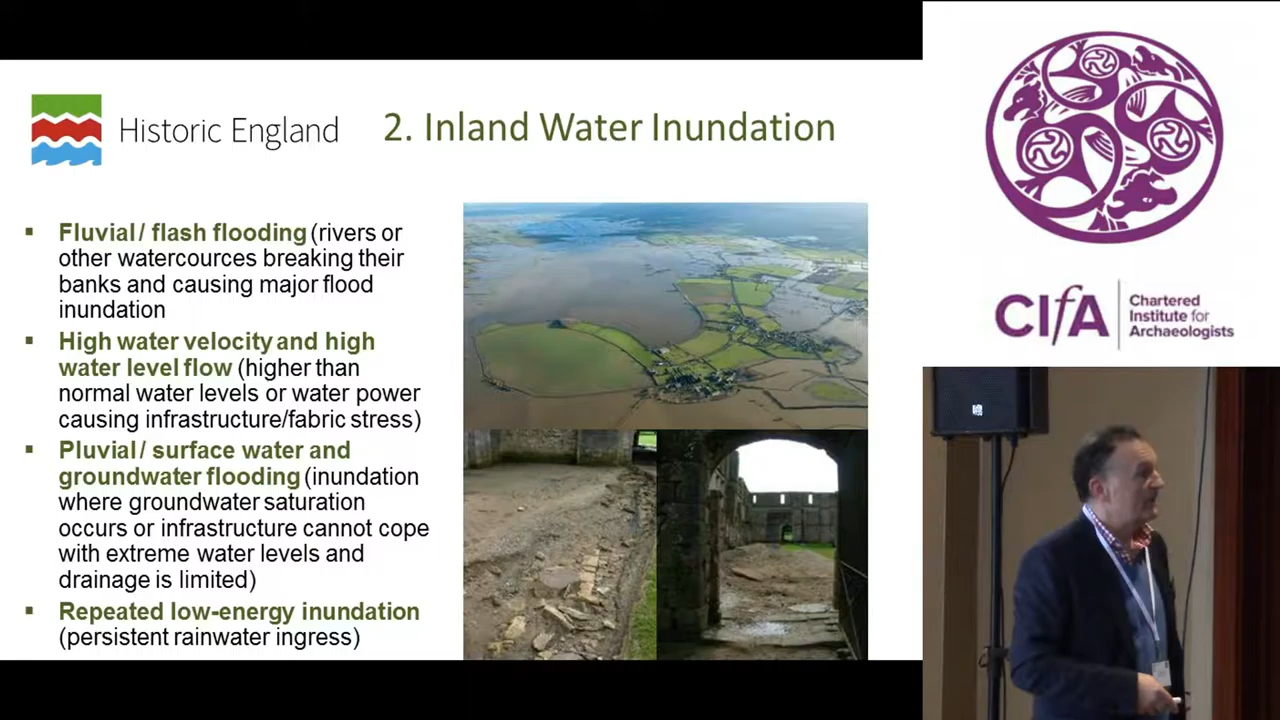 Historic England
2. Inland Water Inundation
▪ Fluvial / flash flooding (rivers or
other watercources breaking their
banks and causing major flood
inundation
▪ High water velocity and high
water level flow (higher than
normal water levels or water power
causing infrastructure/fabric stress)
▪ Pluvial / surface water and
groundwater flooding (inundation
where groundwater saturation
occurs or infrastructure cannot cope
with extreme water levels and
drainage is limited)
▪ Repeated low-energy inundation
(persistent rainwater ingress)
CIfA
Chartered
Institute for
Archaeologists